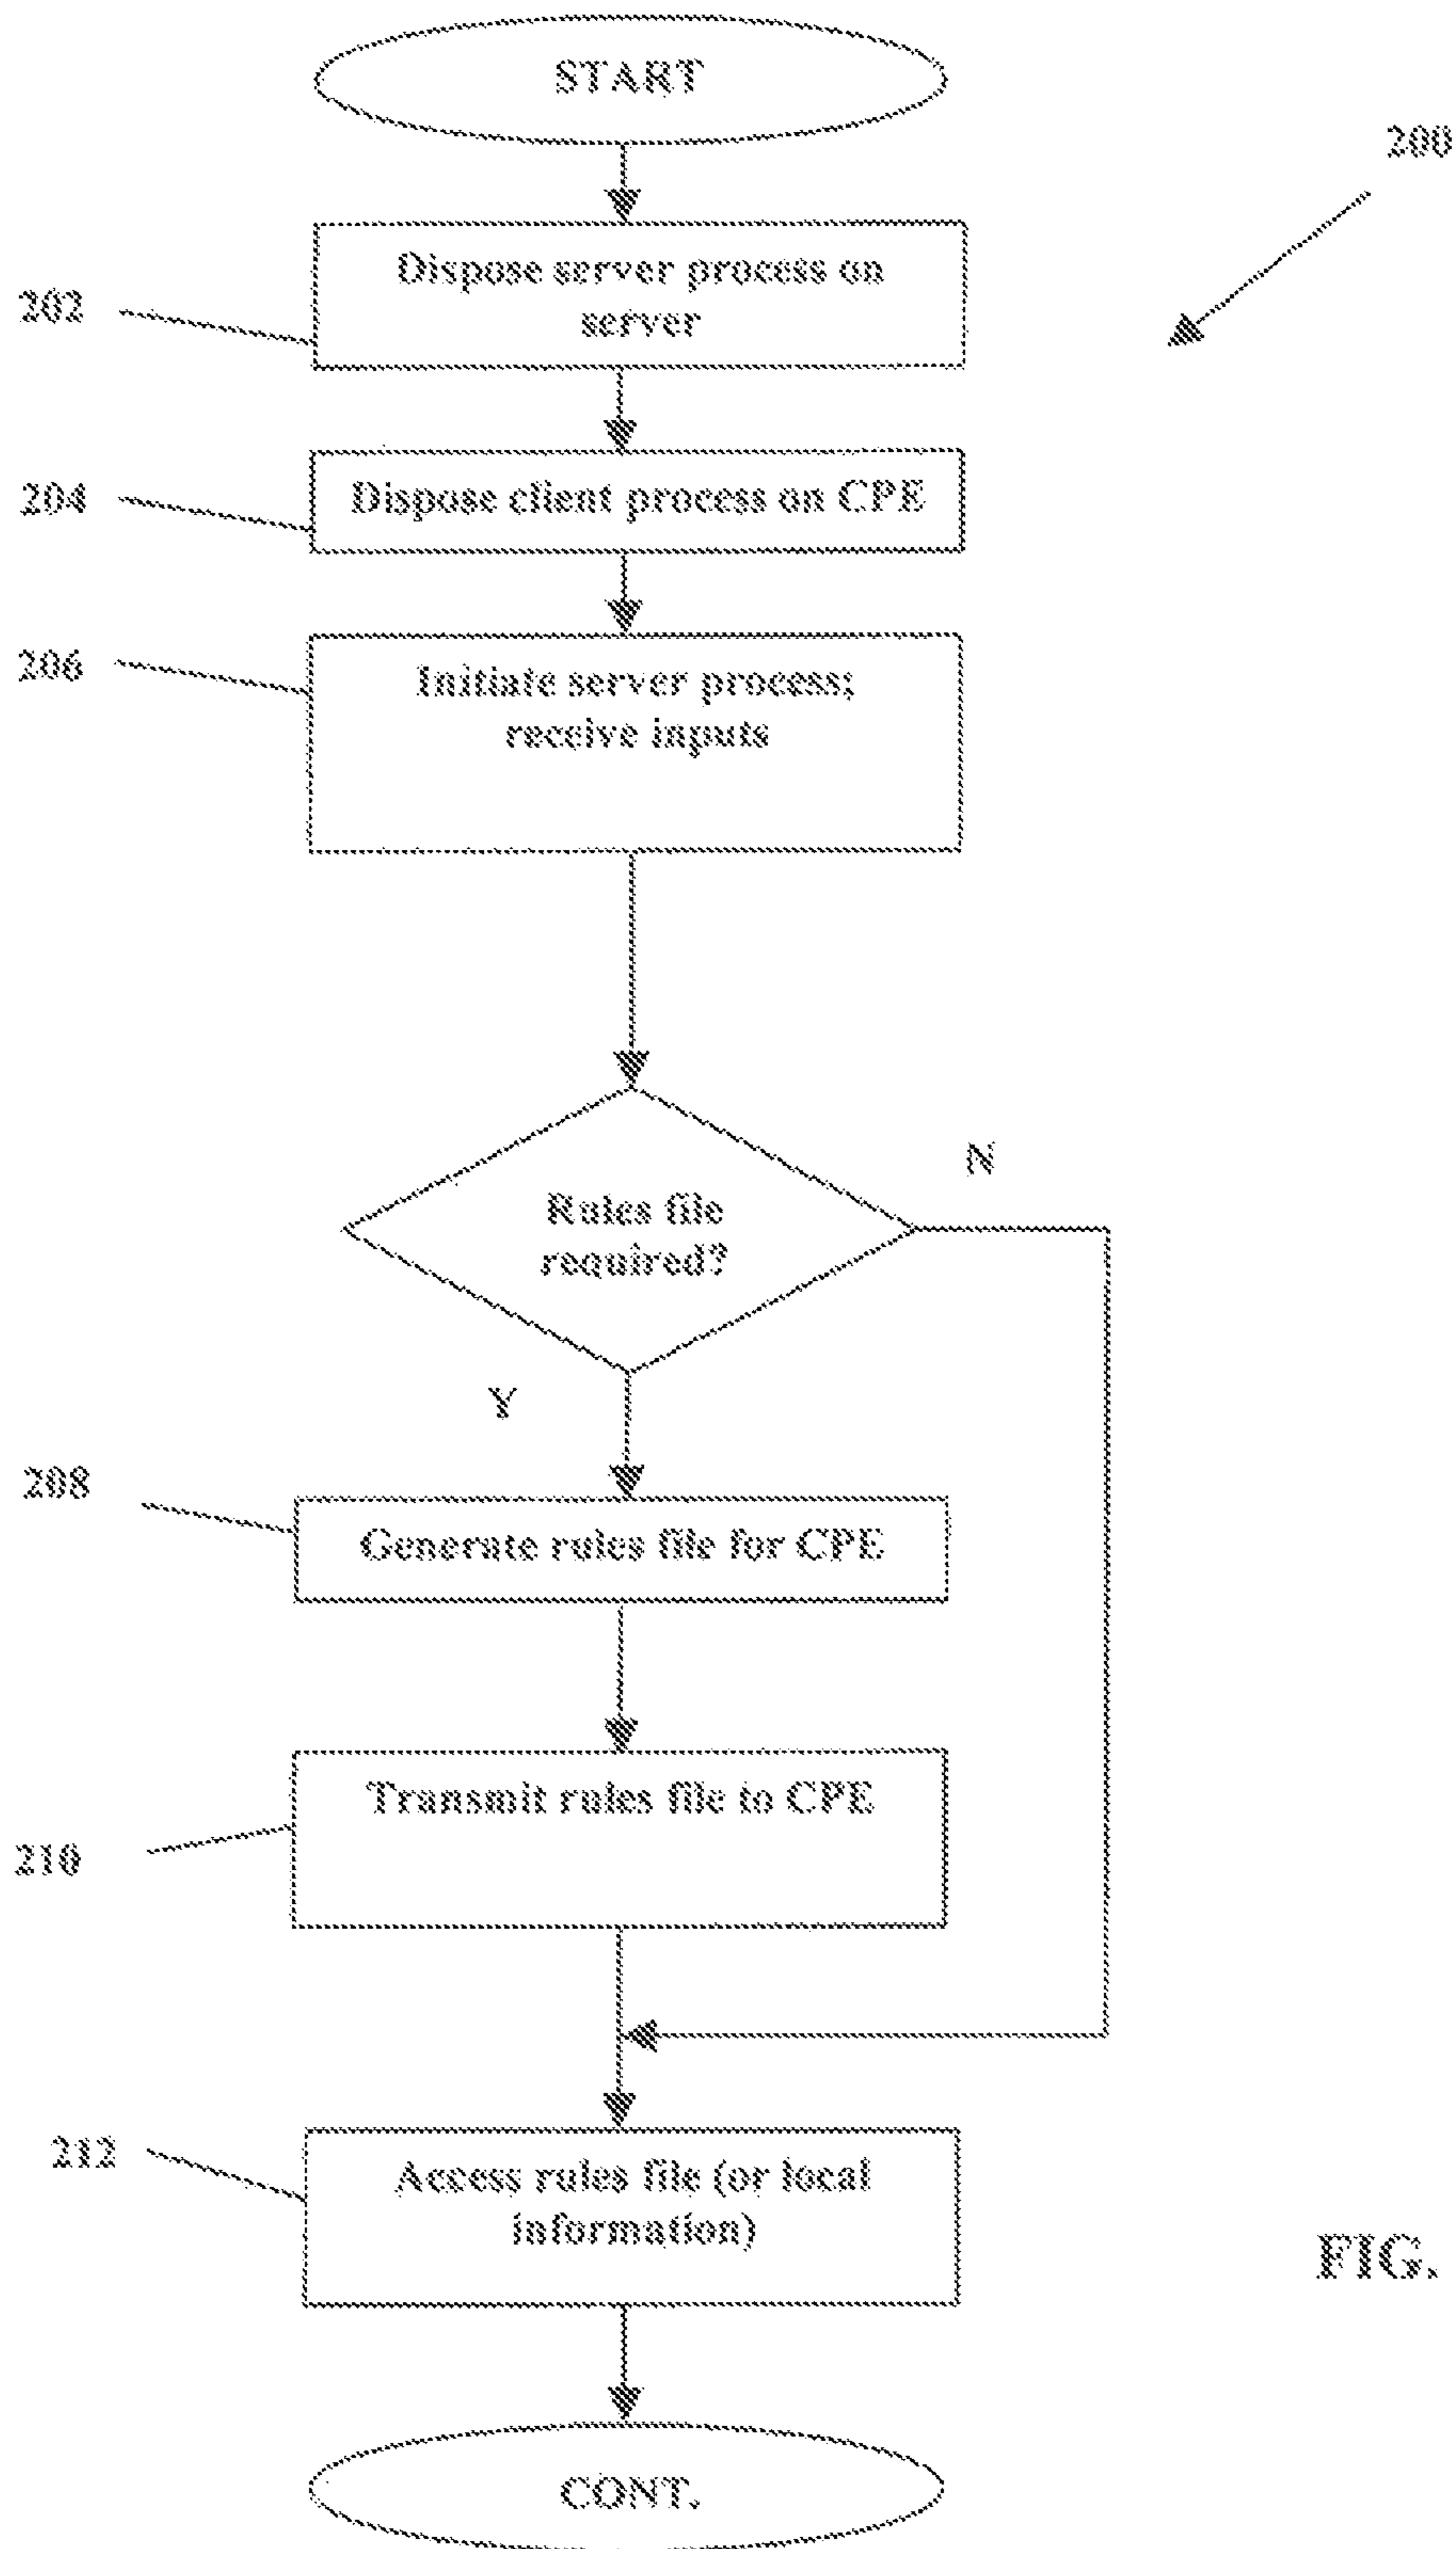 START
200
Dispose server process on
server
202
Dispose client process on CPE
204
Initiate server process;
receive inputs
206
Rules file
required?
N
Y
208
Generate rules file for CPE
Transmit rules file to CPE
210
212
Access rules file (or local
information)
FIG.
CONT.